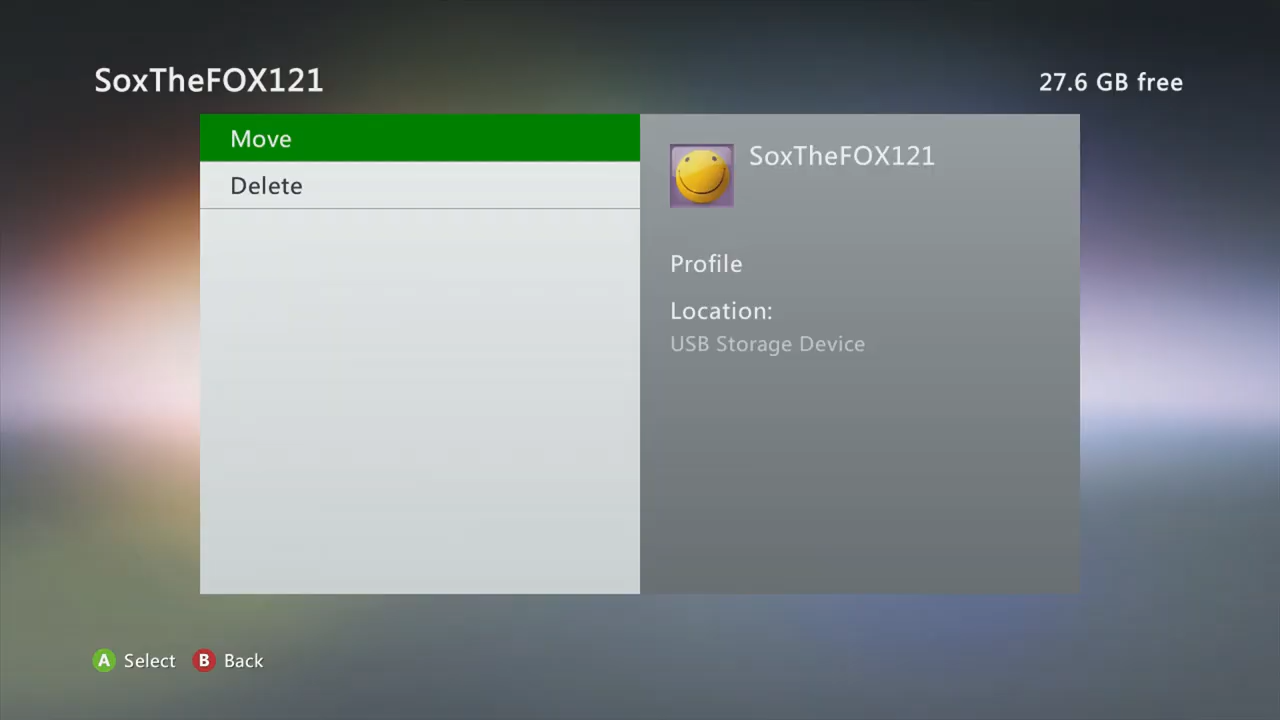 SoxTheFOX121
27.6 GB free
Move
Delete
SoxTheFOX121
Profile
Location:
USB Storage Device
A Select B Back